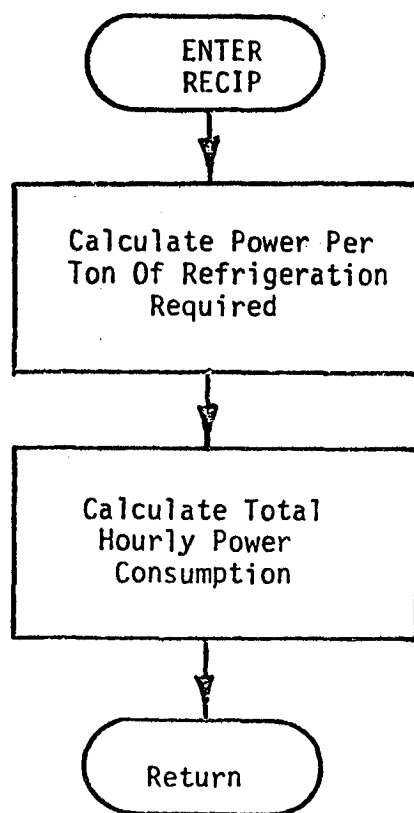 ENTER
RECIP
Calculate Power Per
Ton Of Refrigeration
Required
Calculate Total
Hourly Power
Consumption
Return